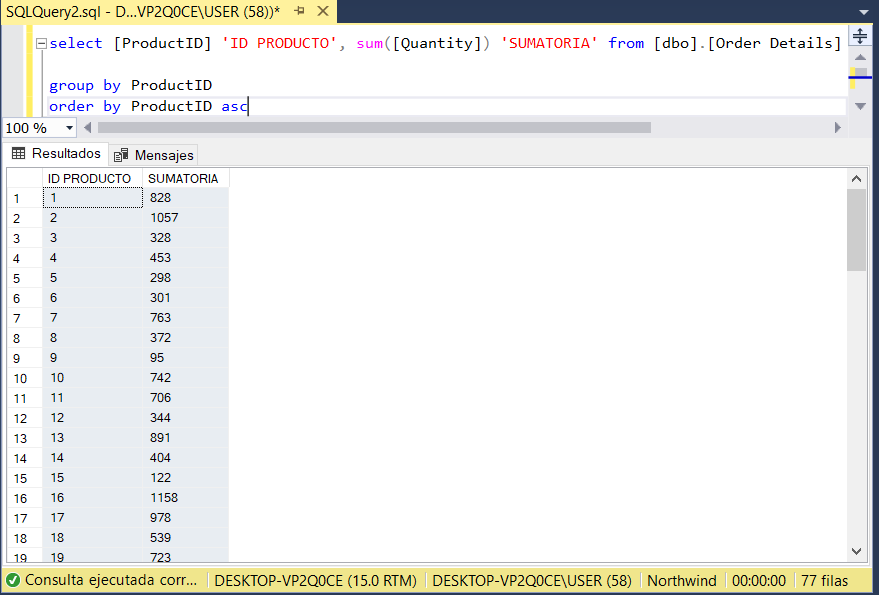 SQLQuery2.sql - D...VP2Q0CE\USER (58))*
select [ProductID] 'ID PRODUCTO', sum([Quantity]) 'SUMATORIA' from [dbo].[Order Details]
group by ProductID
order by ProductID asc
100 %
Resultados Mensajes
ID PRODUCTO SUMATORIA
1 1 828
2 2 1057
3 3 328
4 4 453
5 5 298
6 6 301
7 7 763
8 8 372
9 9 95
10 10 742
11 11 706
12 12 344
13 13 891
14 14 404
15 15 122
16 16 1158
17 17 978
18 18 539
19 19 723
Consulta ejecutada corr... DESKTOP-VP2Q0CE (15.0 RTM) DESKTOP-VP2Q0CE\USER (58) Northwind 00:00:00 77 filas